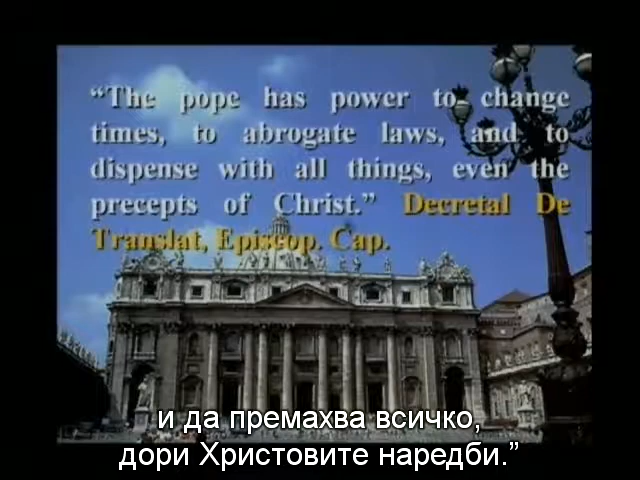 “The pope has power to change
times, to abrogate laws, and to
dispense with all things, even the
precepts of Christ.” Decretal De
Translat, Episcop. Cap.
и да премахва всичко,
дори Христовите наредби.”